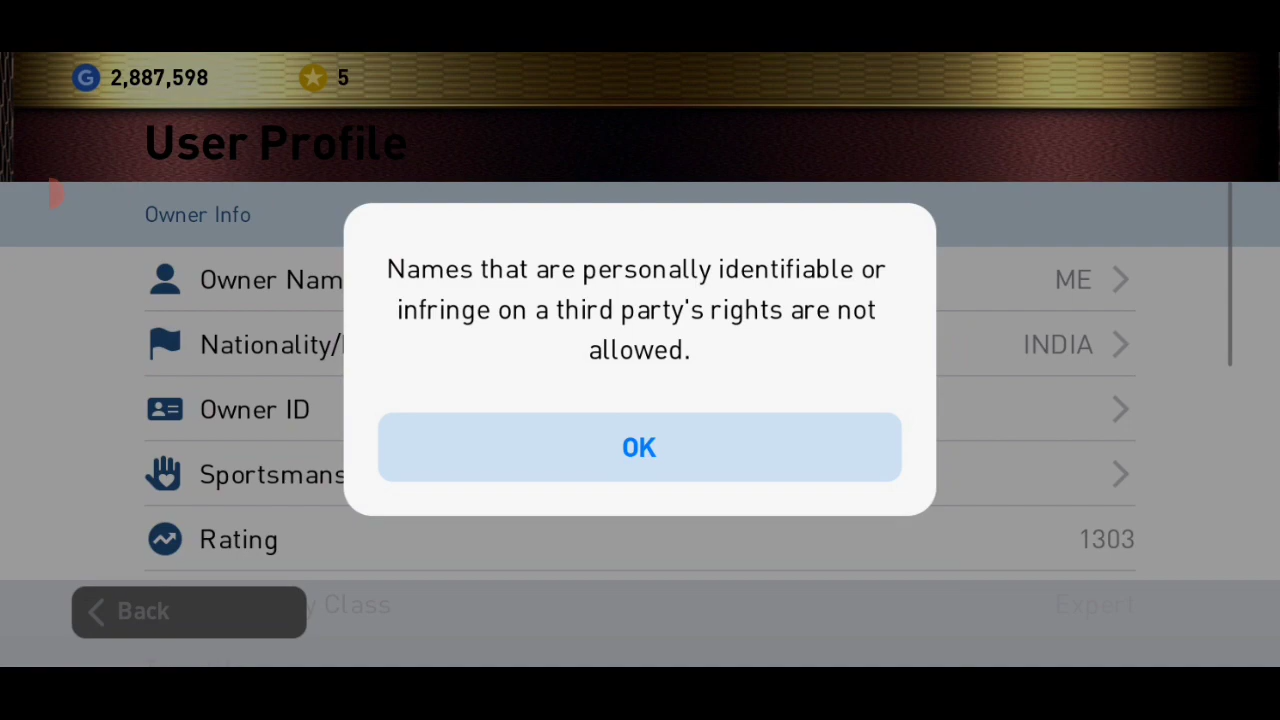 G 2,887,598 5
User Profile
Owner Info
Names that are personally identifiable or
infringe on a third party's rights are not
allowed.
OK
Owner Nam ME
Nationality/ INDIA
Owner ID
Sportsmans
Rating 1303
y Class Expert
Back